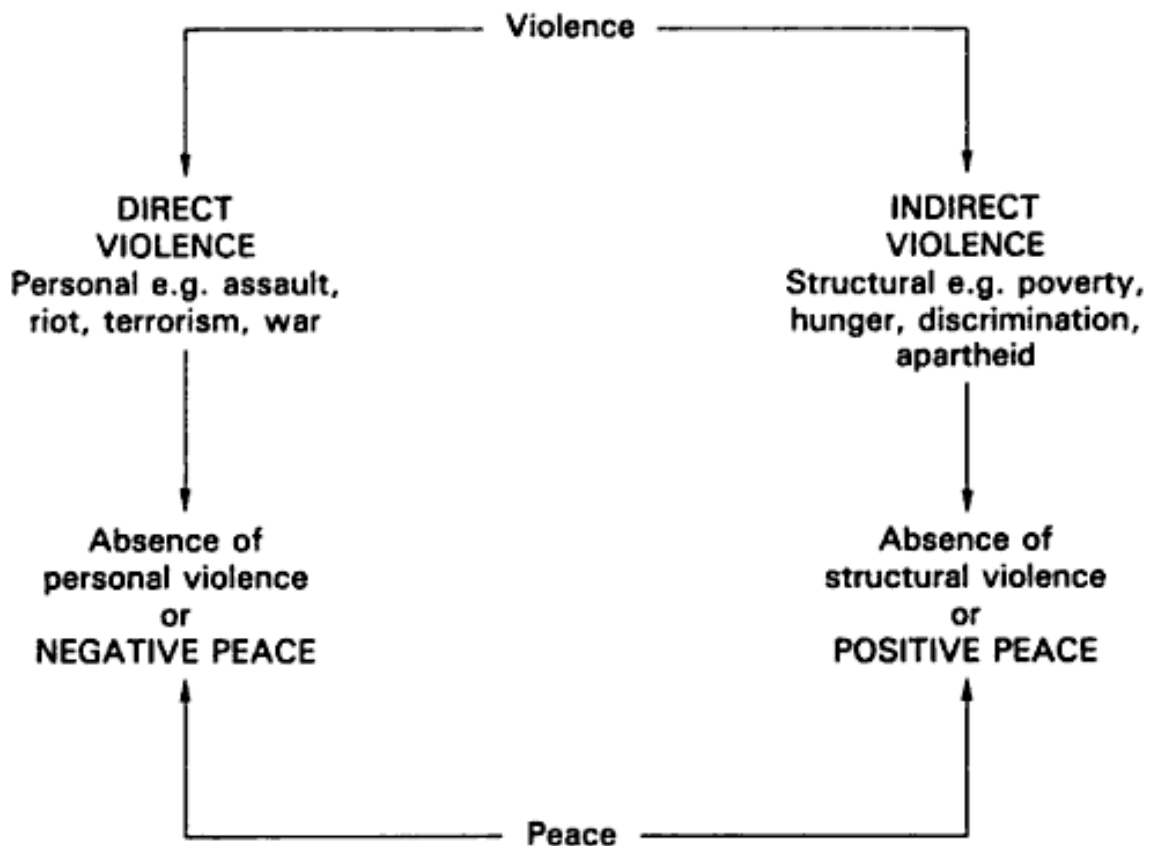 Violence
DIRECT
VIOLENCE
Personal e.g. assault,
riot, terrorism, war
INDIRECT
VIOLENCE
Structural e.g. poverty,
hunger, discrimination,
apartheid
Absence of
personal violence
or
NEGATIVE PEACE
Absence of
structural violence
or
POSITIVE PEACE
Peace